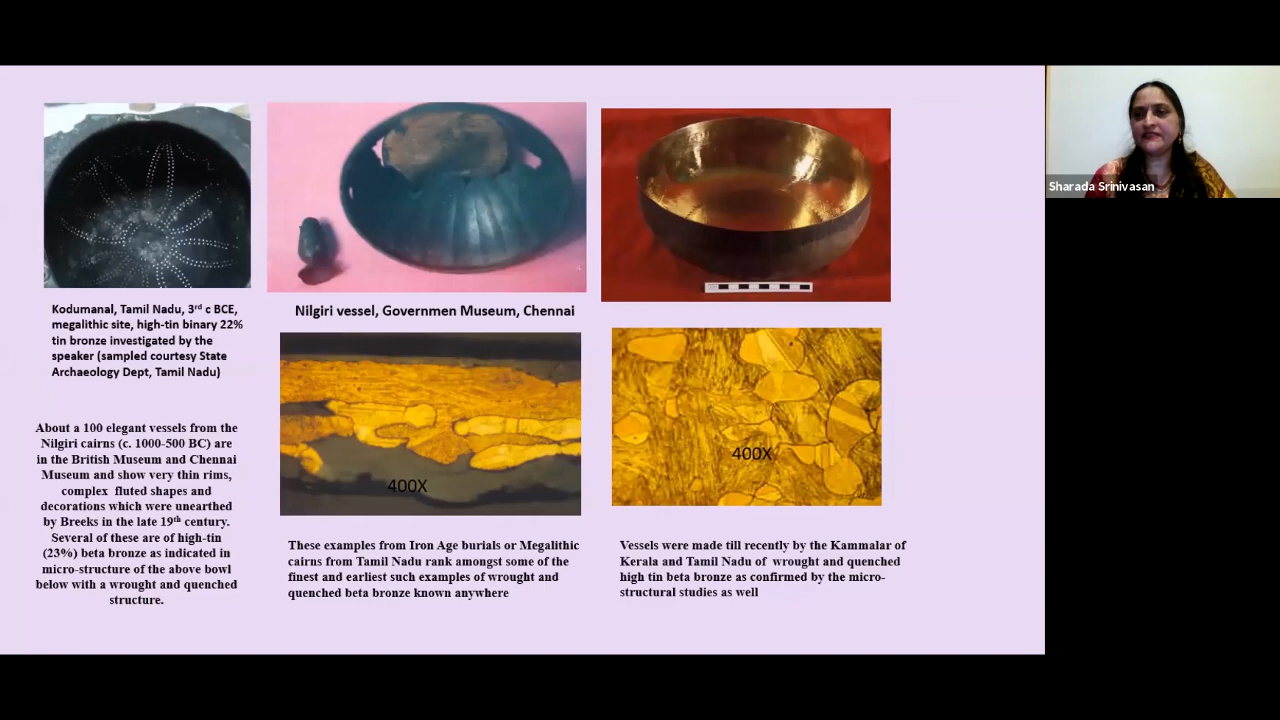 Kodumanal, Tamil Nadu, 3rd c BCE,
megalithic site, high-tin binary 22%
tin bronze investigated by the
speaker (sampled courtesy State
Archaeology Dept, Tamil Nadu)
About a 100 elegant vessels from the
Nilgiri cairns (c. 1000-500 BC) are
in the British Museum and Chennai
Museum and show very thin rims,
complex fluted shapes and
decorations which were unearthed
by Breeks in the late 19th century.
Several of these are of high-tin
(23%) beta bronze as indicated in
micro-structure of the above bowl
below with a wrought and quenched
structure.
Nilgiri vessel, Governmen Museum, Chennai
400X
These examples from Iron Age burials or Megalithic
cairns from Tamil Nadu rank amongst some of the
finest and earliest such examples of wrought and
quenched beta bronze known anywhere
400X
Vessels were made till recently by the Kammalar of
Kerala and Tamil Nadu of wrought and quenched
high tin beta bronze as confirmed by the micro-
structural studies as well
Sharada Srinivasan